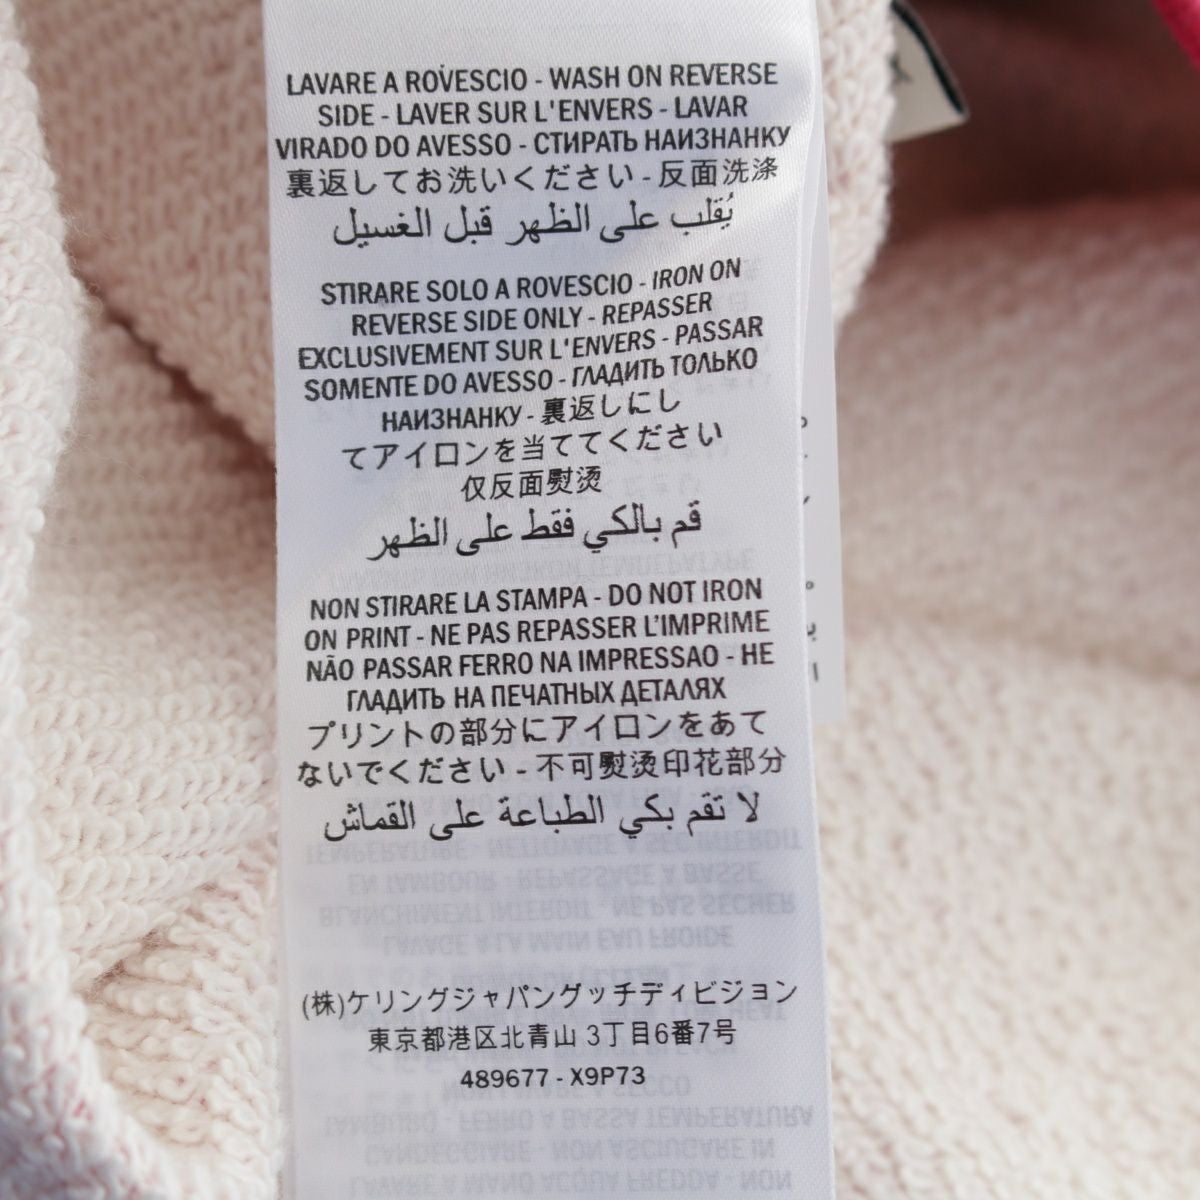 LAVARE A ROVESCIO - WASH ON REVERSE
SIDE - LAVER SUR L'ENVERS - LAVAR
VIRADO DO AVESSO - СТИРАТЬ НАИЗНАНКУ
裏返してお洗いください - 反面洗涤
يُقلب على الظهر قبل الغسيل
STIRARE SOLO A ROVESCIO - IRON ON
REVERSE SIDE ONLY - REPASSER
EXCLUSIVEMENT SUR L'ENVERS - PASSAR
SOMENTE DO AVESSO - ГЛАДИТЬ ТОЛЬКО
НАИЗНАНКУ - 裏返しにし
てアイロンを当ててください
仅反面熨烫
قم بالكي فقط على الظهر
NON STIRARE LA STAMPA - DO NOT IRON
ON PRINT - NE PAS REPASSER L'IMPRIME
NÃO PASSAR FERRO NA IMPRESSAO - НЕ
ГЛАДИТЬ НА ПЕЧАТНЫХ ДЕТАЛЯХ
プリントの部分にアイロンをあて
ないでください - 不可熨烫印花部分
لا تقم بكي الطباعة على القماش
(株)ケリングジャパングッチディビジョン
東京都港区北青山 3丁目6番7号
489677 - X9P73